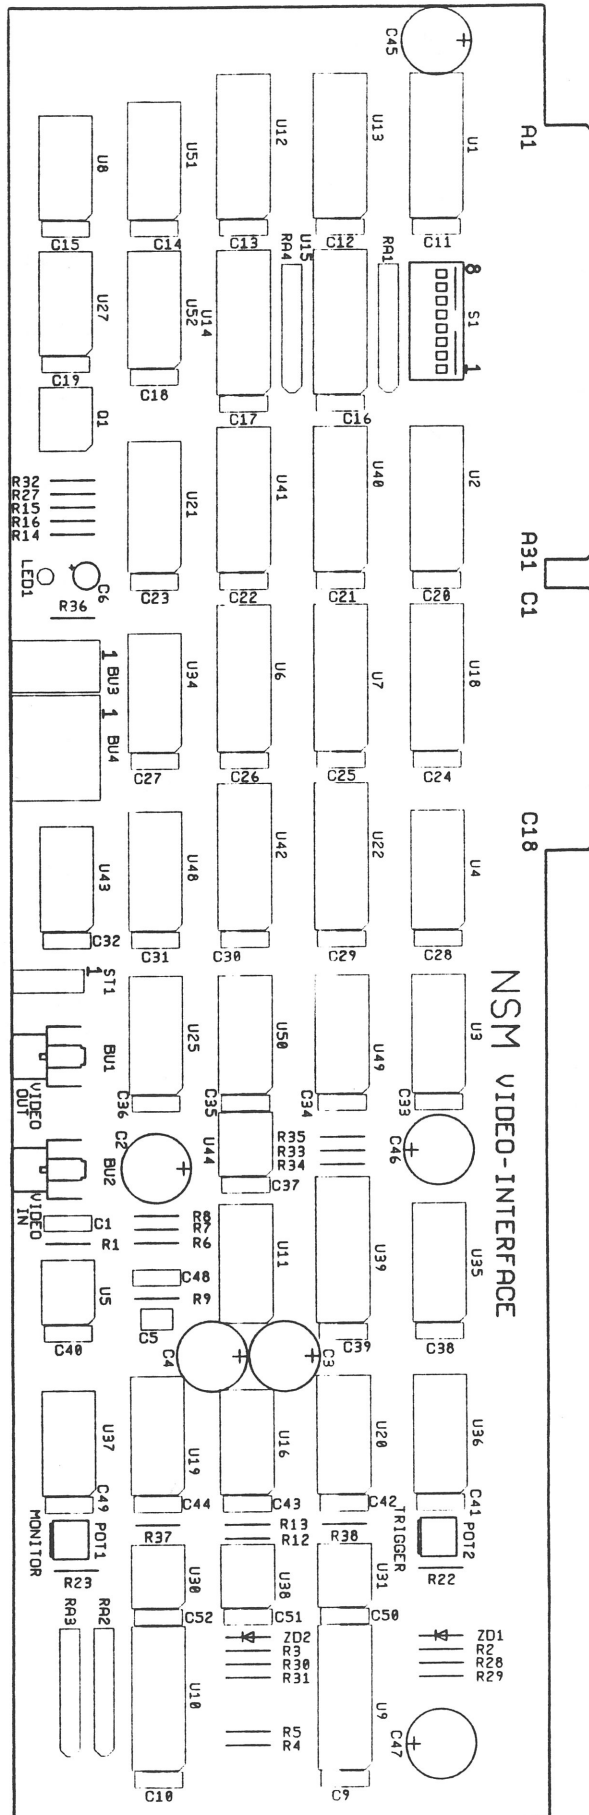 C45
A1
U1
U13
U12
U51
U8
C11
C12
C13
C14
C15
U15
RA4
RA1
8
S1
1
U27
U52
U14
C19
C18
C17
C16
Q1
R32
R27
R15
R16
R14
U21
U41
U40
U2
A31
C1
LED1
C6
C23
C22
C21
C20
R36
1
BU3
1
BU4
U34
U6
U7
U18
C27
C26
C25
C24
C18
U43
U48
U42
U22
U4
C32
C31
C30
C29
C28
1
ST1
U25
U50
U49
U3
NSM VIDEO-INTERFACE
BU1
VIDEO
OUT
C36
C35
C34
C33
C2
U44
R35
R33
R34
C46
BU2
VIDEO
IN
C37
C1
R1
R8
R7
R6
U11
U39
U35
U5
C48
R9
C5
C40
C4
C3
C39
C38
U37
U19
U16
U20
U36
C49
C44
C43
C42
C41
MONITOR
POT1
R37
R13
R12
R38
TRIGGER
POT2
R23
R22
U30
U38
U31
RA3
RA2
C52
C51
C50
ZD2
R3
R30
R31
ZD1
R2
R28
R29
U10
U9
R5
R4
C47
C10
C9